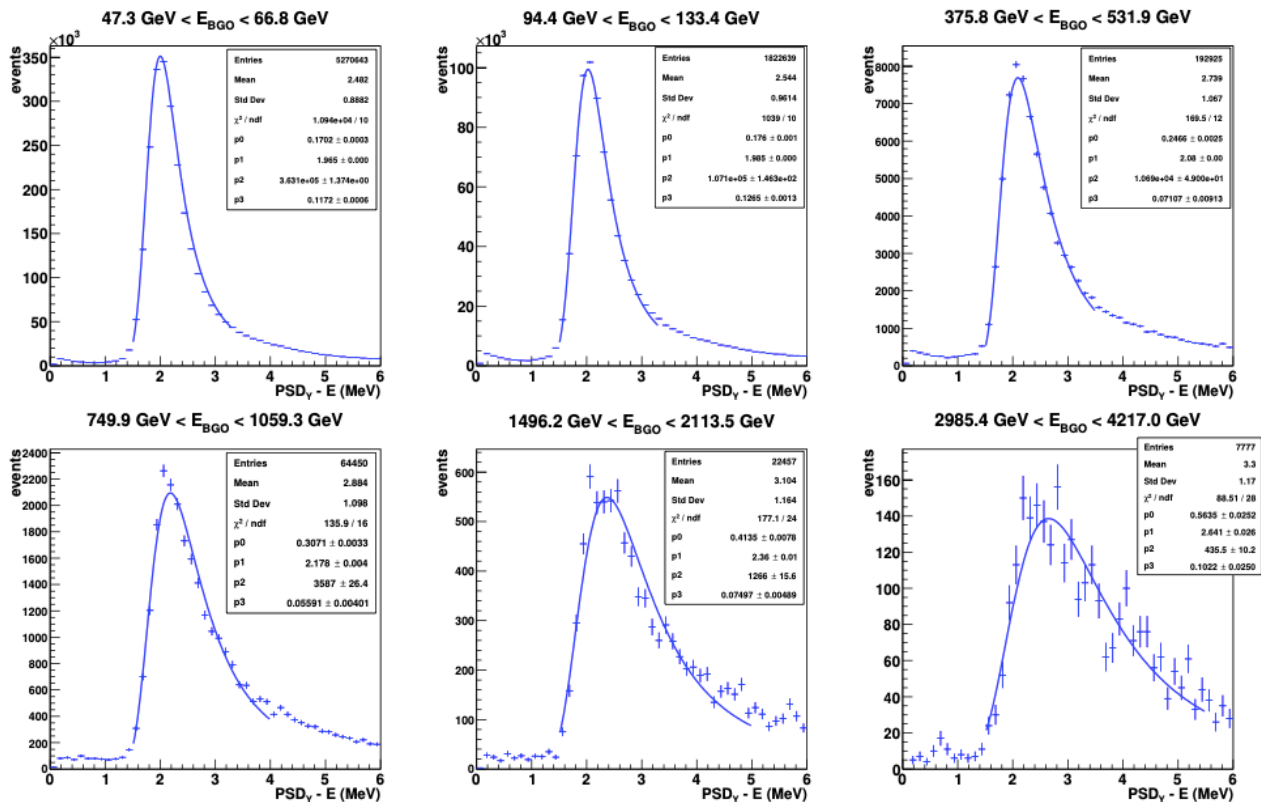 47.3 GeV < E_BGO < 66.8 GeV
×10³
events
350
300
250
200
150
100
50
0
0 1 2 3 4 5 6
PSD_Y - E (MeV)
Entries 5270643
Mean 2.482
Std Dev 0.8882
χ² / ndf 1.094e+04 / 10
p0 0.1702 ± 0.0003
p1 1.965 ± 0.000
p2 3.631e+05 ± 1.374e+00
p3 0.1172 ± 0.0006
94.4 GeV < E_BGO < 133.4 GeV
×10³
events
100
80
60
40
20
0
0 1 2 3 4 5 6
PSD_Y - E (MeV)
Entries 1822639
Mean 2.544
Std Dev 0.9614
χ² / ndf 1039 / 10
p0 0.176 ± 0.001
p1 1.985 ± 0.000
p2 1.071e+05 ± 1.463e+02
p3 0.1265 ± 0.0013
375.8 GeV < E_BGO < 531.9 GeV
events
8000
7000
6000
5000
4000
3000
2000
1000
0
0 1 2 3 4 5 6
PSD_Y - E (MeV)
Entries 192925
Mean 2.739
Std Dev 1.067
χ² / ndf 169.5 / 12
p0 0.2466 ± 0.0025
p1 2.08 ± 0.00
p2 1.069e+04 ± 4.900e+01
p3 0.07107 ± 0.00913
749.9 GeV < E_BGO < 1059.3 GeV
events
2400
2200
2000
1800
1600
1400
1200
1000
800
600
400
200
0
0 1 2 3 4 5 6
PSD_Y - E (MeV)
Entries 64450
Mean 2.884
Std Dev 1.098
χ² / ndf 135.9 / 16
p0 0.3071 ± 0.0033
p1 2.178 ± 0.004
p2 3587 ± 26.4
p3 0.05591 ± 0.00401
1496.2 GeV < E_BGO < 2113.5 GeV
events
600
500
400
300
200
100
0
0 1 2 3 4 5 6
PSD_Y - E (MeV)
Entries 22457
Mean 3.104
Std Dev 1.164
χ² / ndf 177.1 / 24
p0 0.4135 ± 0.0078
p1 2.36 ± 0.01
p2 1266 ± 15.6
p3 0.07497 ± 0.00489
2985.4 GeV < E_BGO < 4217.0 GeV
events
160
140
120
100
80
60
40
20
0
0 1 2 3 4 5 6
PSD_Y - E (MeV)
Entries 7777
Mean 3.3
Std Dev 1.17
χ² / ndf 88.51 / 28
p0 0.5635 ± 0.0252
p1 2.641 ± 0.026
p2 435.5 ± 10.2
p3 0.1022 ± 0.0250